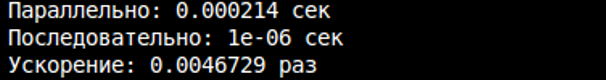 Параллельно: 0.000214 сек
Последовательно: 1e-06 сек
Ускорение: 0.0046729 раз